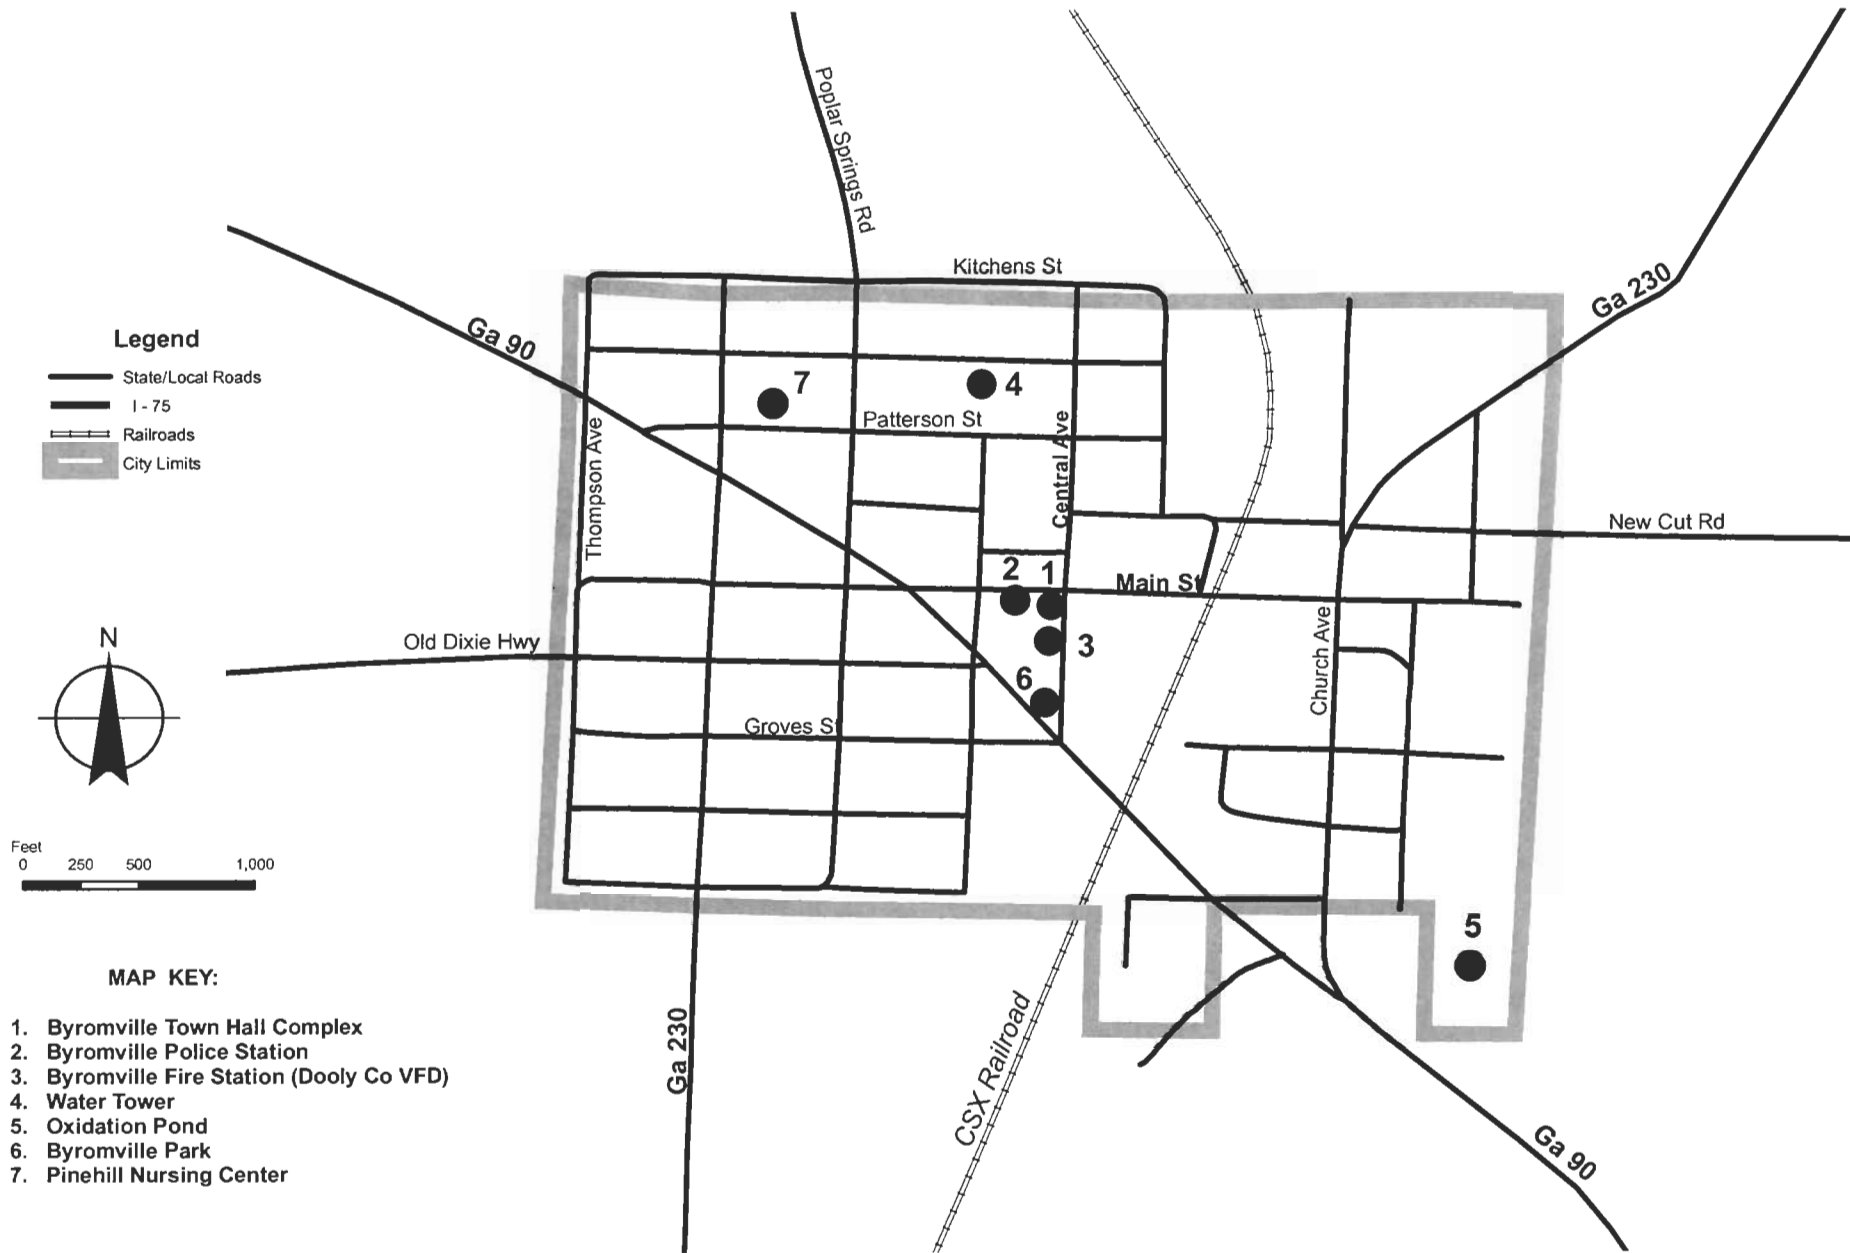 Poplar Springs Rd
Kitchens St
Ga 230
Ga 90
Legend
State/Local Roads
I - 75
Railroads
City Limits
7
4
Patterson St
Thompson Ave
Central Ave
New Cut Rd
2
1
Main St
3
Old Dixie Hwy
Church Ave
6
Groves St
N
Feet
0 250 500 1,000
5
MAP KEY:
1. Byromville Town Hall Complex
2. Byromville Police Station
3. Byromville Fire Station (Dooly Co VFD)
4. Water Tower
5. Oxidation Pond
6. Byromville Park
7. Pinehill Nursing Center
Ga 230
CSX Railroad
Ga 90